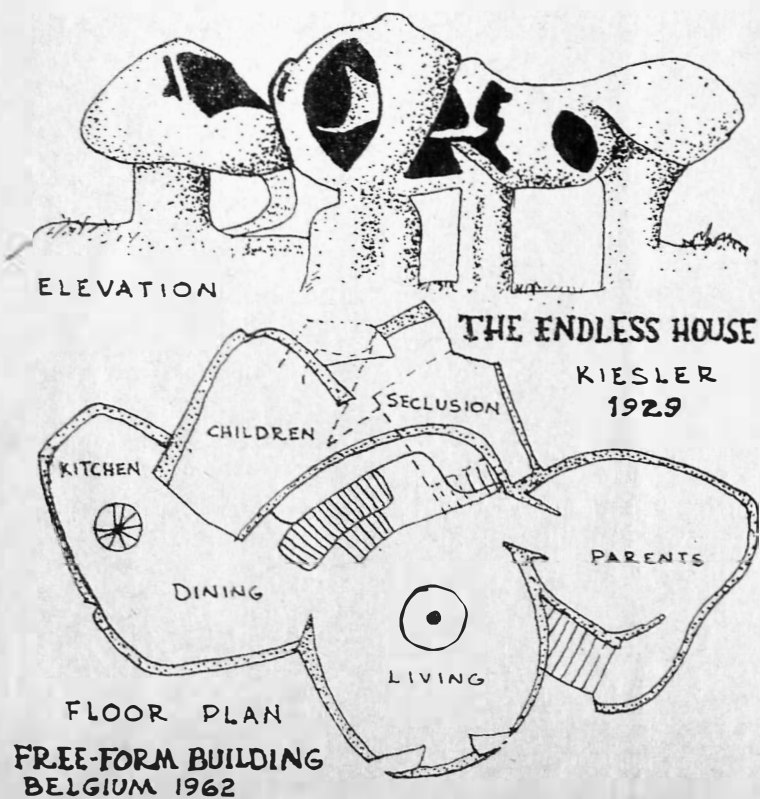 ELEVATION
THE ENDLESS HOUSE
KIESLER
1929
SECLUSION
CHILDREN
KITCHEN
PARENTS
DINING
LIVING
FLOOR PLAN
FREE-FORM BUILDING
BELGIUM 1962